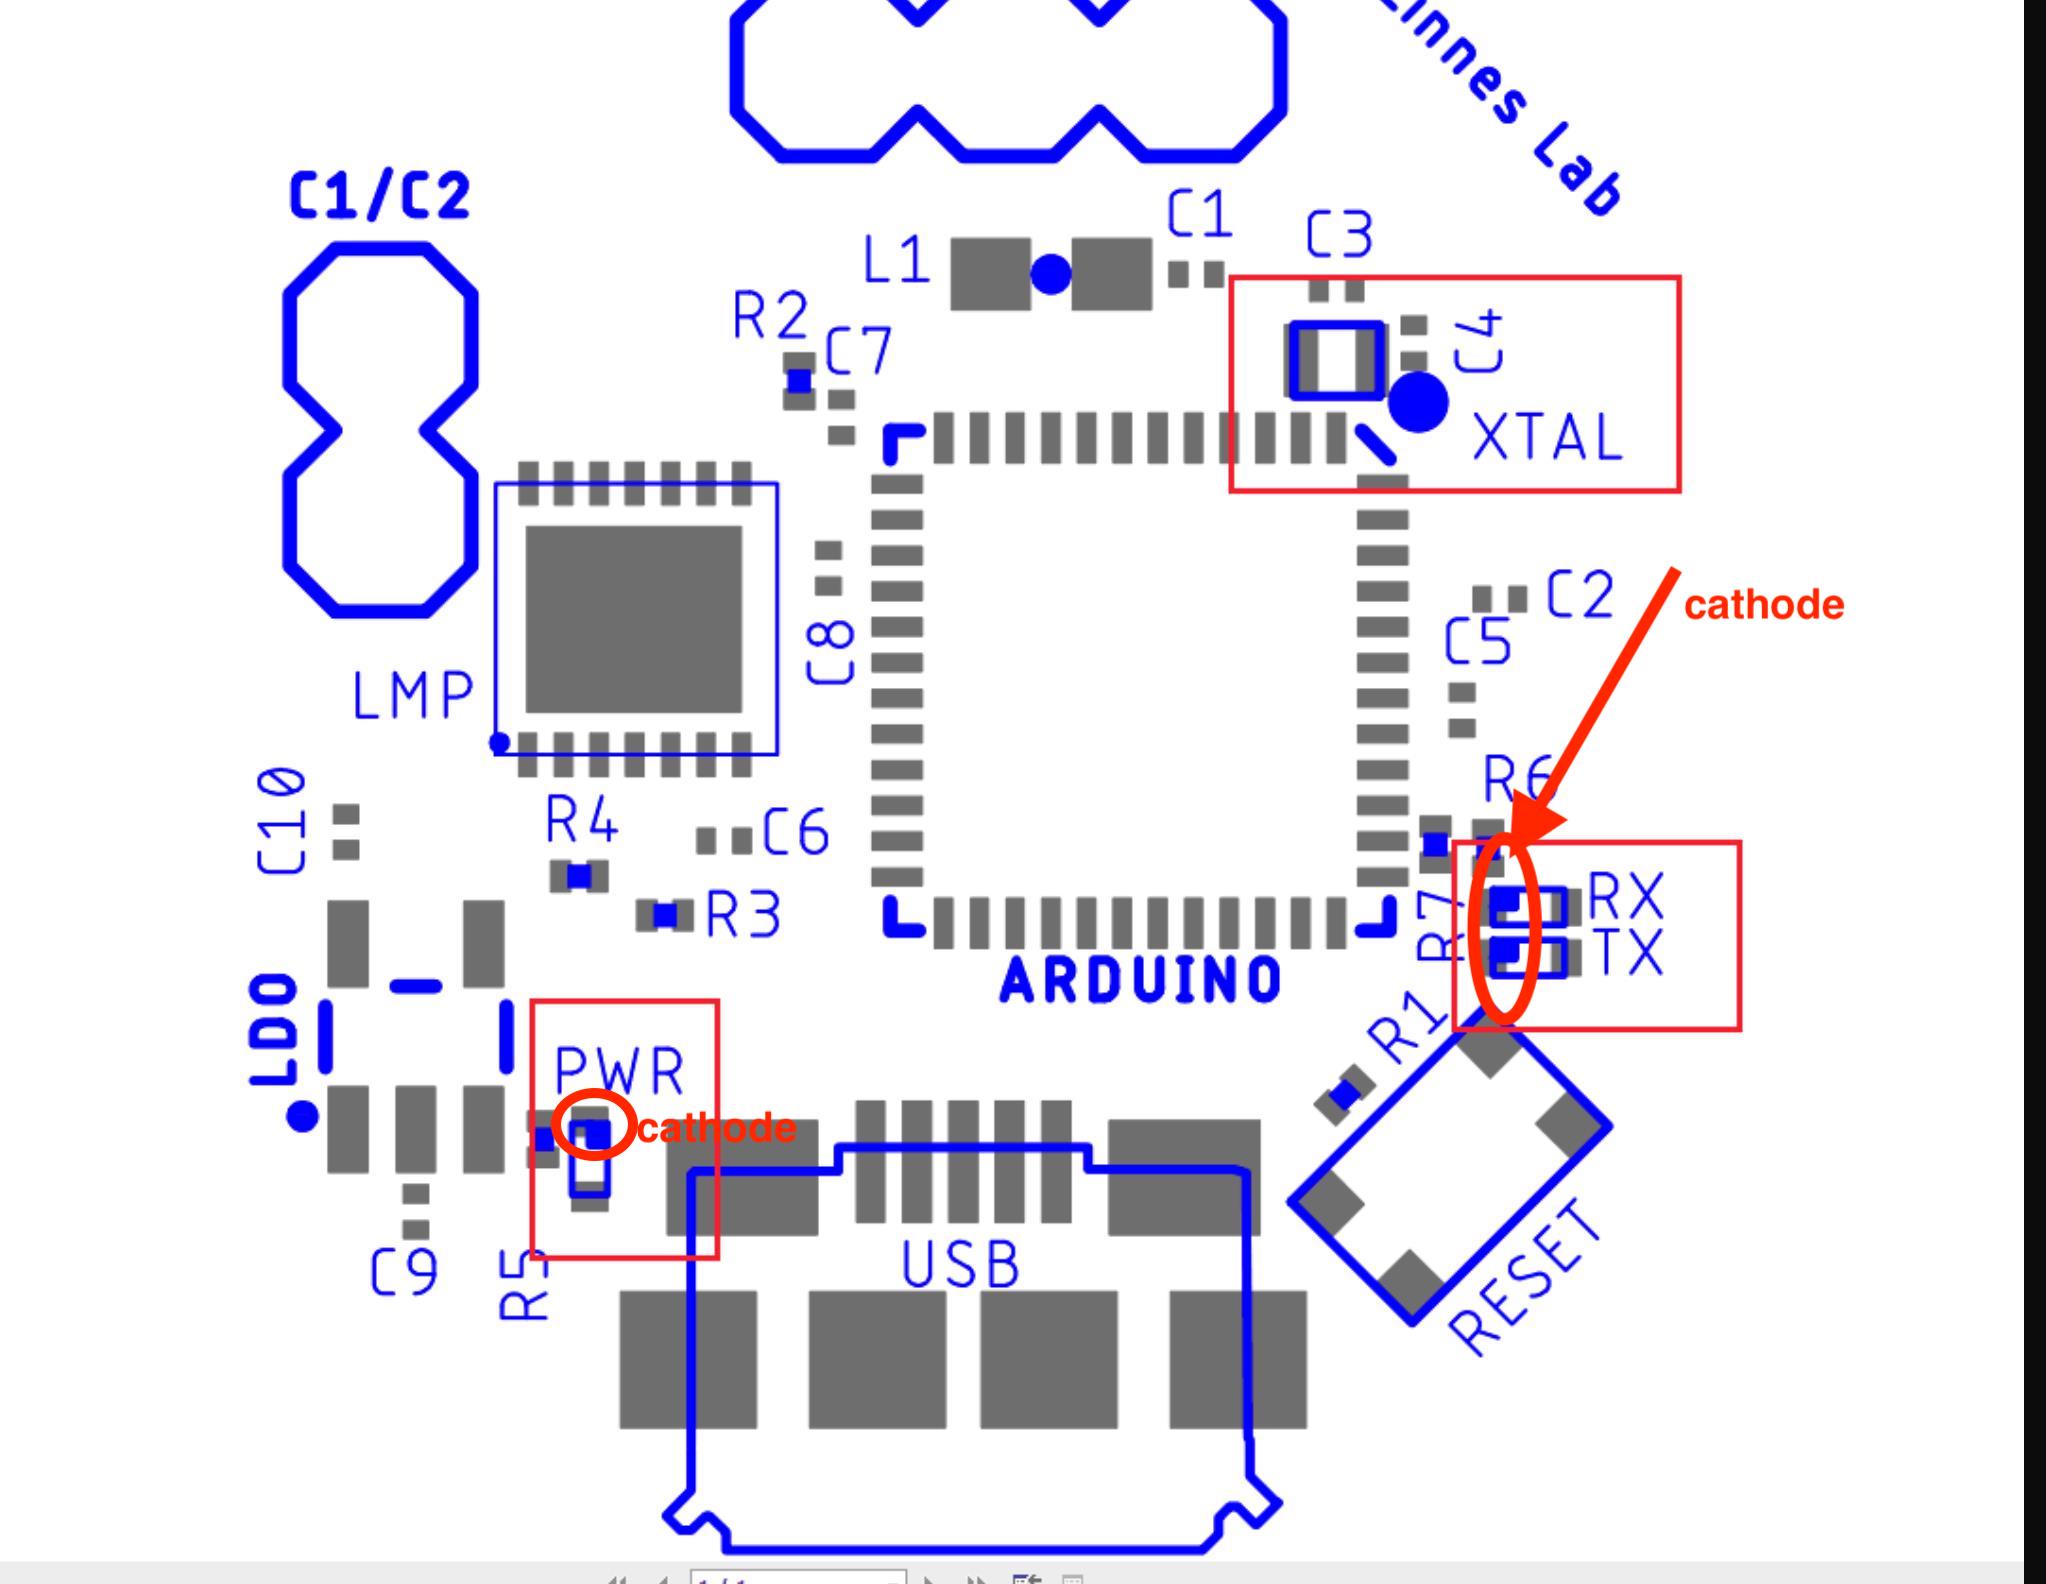 Linnes Lab
C1/C2
C1
C3
L1
R2
C7
C4
XTAL
C2
cathode
C5
C8
LMP
R6
C10
R4
C6
R3
R7
RX
TX
ARDUINO
LDO
R1
PWR
cathode
USB
C9
R5
RESET